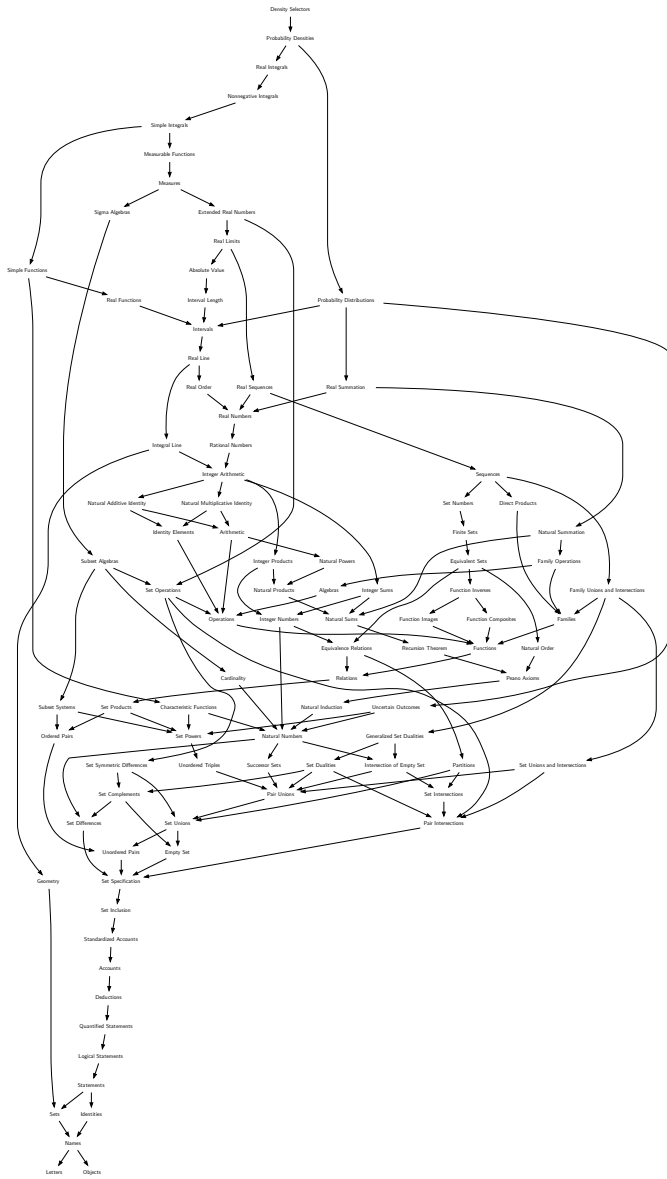 Density Selectors
Probability Densities
Real Integrals
Nonnegative Integrals
Simple Integrals
Measurable Functions
Measures
Sigma Algebras
Extended Real Numbers
Real Limits
Simple Functions
Absolute Value
Real Functions
Interval Length
Probability Distributions
Intervals
Real Line
Real Order
Real Sequences
Real Summation
Real Numbers
Integral Line
Rational Numbers
Integer Arithmetic
Sequences
Natural Additive Identity
Natural Multiplicative Identity
Set Numbers
Direct Products
Identity Elements
Arithmetic
Finite Sets
Natural Summation
Subset Algebras
Integer Products
Natural Powers
Equivalent Sets
Family Operations
Set Operations
Natural Products
Algebras
Integer Sums
Function Inverses
Family Unions and Intersections
Operations
Integer Numbers
Natural Sums
Function Images
Function Composites
Families
Equivalence Relations
Recursion Theorem
Functions
Natural Order
Cardinality
Relations
Peano Axioms
Subset Systems
Set Products
Characteristic Functions
Natural Induction
Uncertain Outcomes
Ordered Pairs
Set Powers
Natural Numbers
Generalized Set Dualities
Set Symmetric Differences
Unordered Triples
Successor Sets
Set Dualities
Intersection of Empty Set
Partitions
Set Unions and Intersections
Set Complements
Pair Unions
Set Intersections
Set Differences
Set Unions
Pair Intersections
Unordered Pairs
Empty Set
Geometry
Set Specification
Set Inclusion
Standardized Accounts
Accounts
Deductions
Quantified Statements
Logical Statements
Statements
Sets
Identities
Names
Letters
Objects